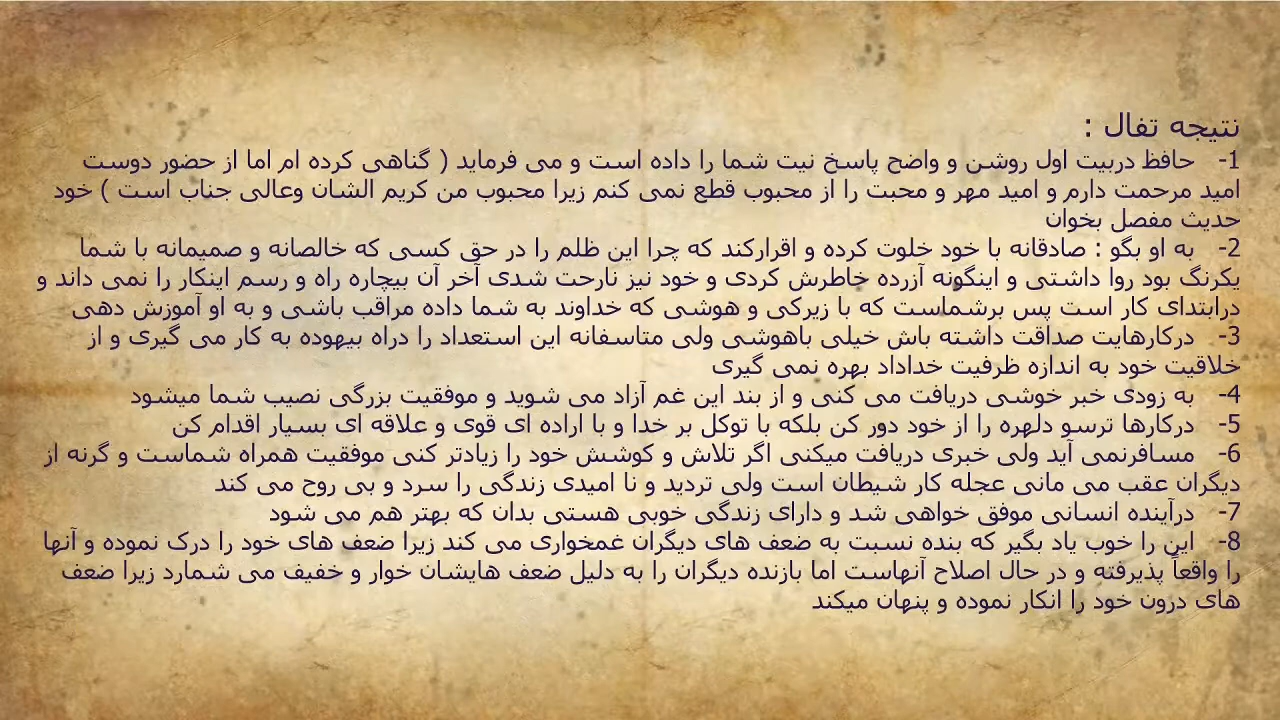 نتیجه تفال :
1- حافظ دربیت اول روشن و واضح پاسخ نیت شما را داده است و می فرماید ( گناهی کرده ام اما از حضور دوست
امید مرحمت دارم و امید مهر و محبت را از محبوب قطع نمی کنم زیرا محبوب من کریم الشان وعالی جناب است ) خود
حدیث مفصل بخوان
2- به او بگو : صادقانه با خود خلوت کرده و اقرارکند که چرا این ظلم را در حق کسی که خالصانه و صمیمانه با شما
یکرنگ بود روا داشتی و اینگونه آزرده خاطرش کردی و خود نیز نارحت شدی آخر آن بیچاره راه و رسم اینکار را نمی داند و
درابتدای کار است پس برشماست که با زیرکی و هوشی که خداوند به شما داده مراقب باشی و به او آموزش دهی
3- درکارهایت صداقت داشته باش خیلی باهوشی ولی متاسفانه این استعداد را دراه بیهوده به کار می گیری و از
خلاقیت خود به اندازه ظرفیت خداداد بهره نمی گیری
4- به زودی خبر خوشی دریافت می کنی و از بند این غم آزاد می شوید و موفقیت بزرگی نصیب شما میشود
5- درکارها ترسو دلهره را از خود دور کن بلکه با توکل بر خدا و با اراده ای قوی و علاقه ای بسیار اقدام کن
6- مسافرنمی آید ولی خبری دریافت میکنی اگر تلاش و کوشش خود را زیادتر کنی موفقیت همراه شماست و گرنه از
دیگران عقب می مانی عجله کار شیطان است ولی تردید و نا امیدی زندگی را سرد و بی روح می کند
7- درآینده انسانی موفق خواهی شد و دارای زندگی خوبی هستی بدان که بهتر هم می شود
8- این را خوب یاد بگیر که بنده نسبت به ضعف های دیگران غمخواری می کند زیرا ضعف های خود را درک نموده و آنها
را واقعاً پذیرفته و در حال اصلاح آنهاست اما بازنده دیگران را به دلیل ضعف هایشان خوار و خفیف می شمارد زیرا ضعف
های درون خود را انکار نموده و پنهان میکند